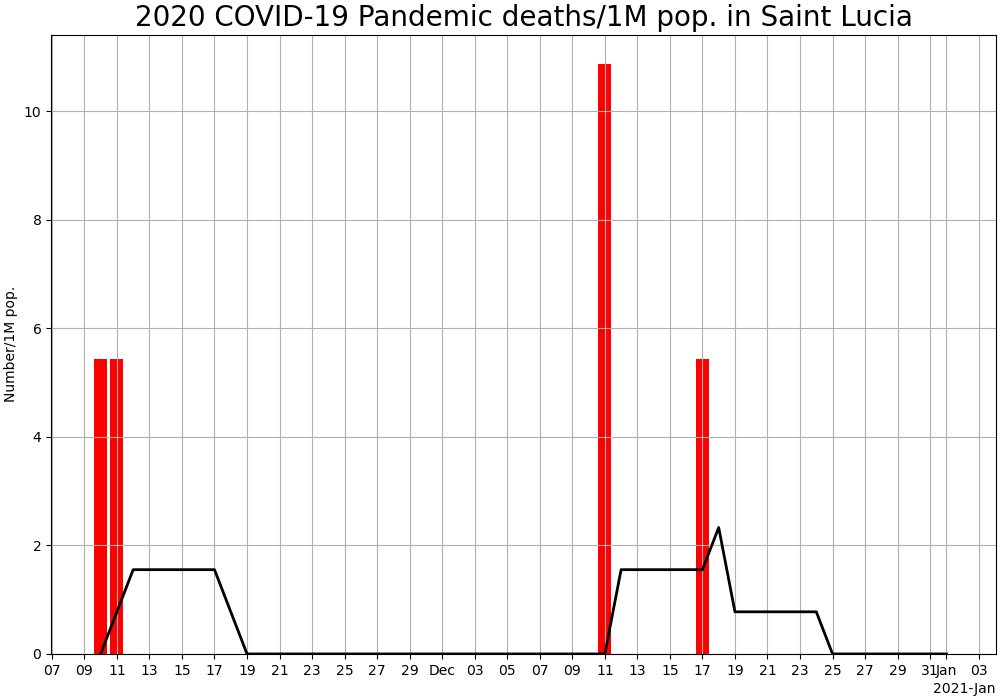 2020 COVID-19 Pandemic deaths/1M pop. in Saint Lucia
Number/1M pop.
10
8
6
4
2
0
07 09 11 13 15 17 19 21 23 25 27 29 Dec 03 05 07 09 11 13 15 17 19 21 23 25 27 29 31 Jan 03
2021-Jan